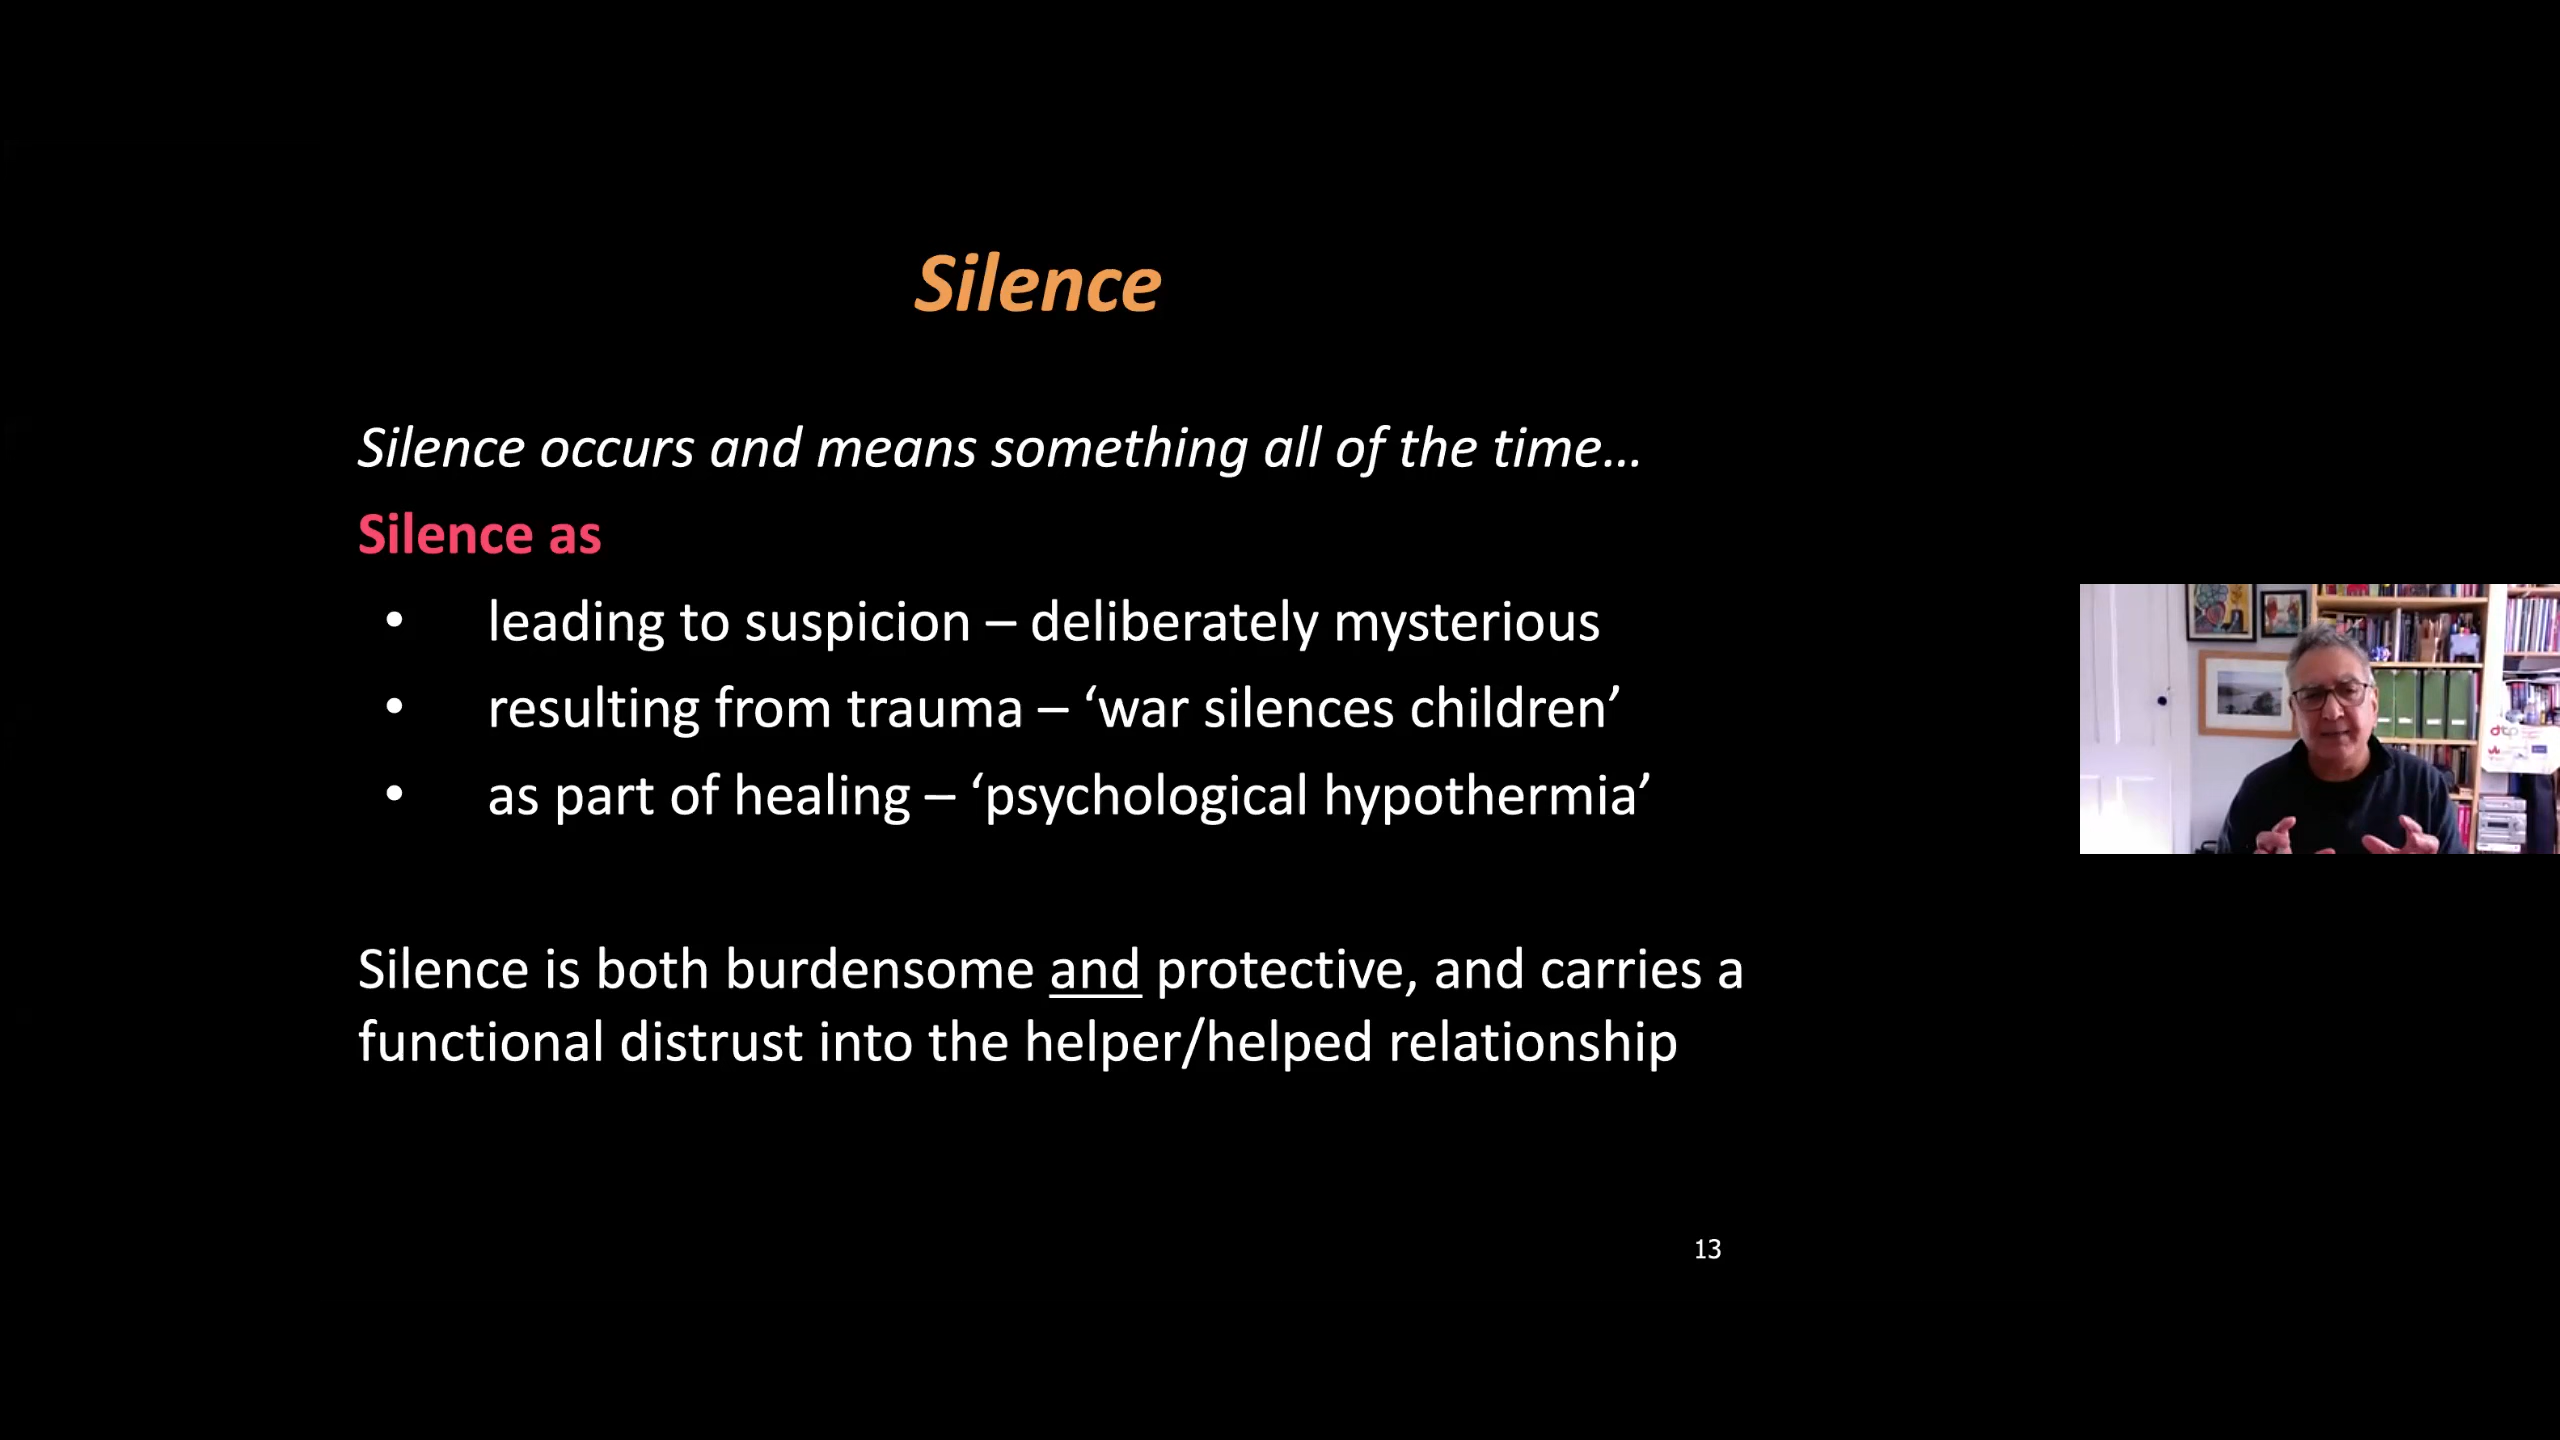 Silence
Silence occurs and means something all of the time…
Silence as
• leading to suspicion – deliberately mysterious
• resulting from trauma – ‘war silences children’
• as part of healing – ‘psychological hypothermia’
Silence is both burdensome and protective, and carries a
functional distrust into the helper/helped relationship
dtp
13